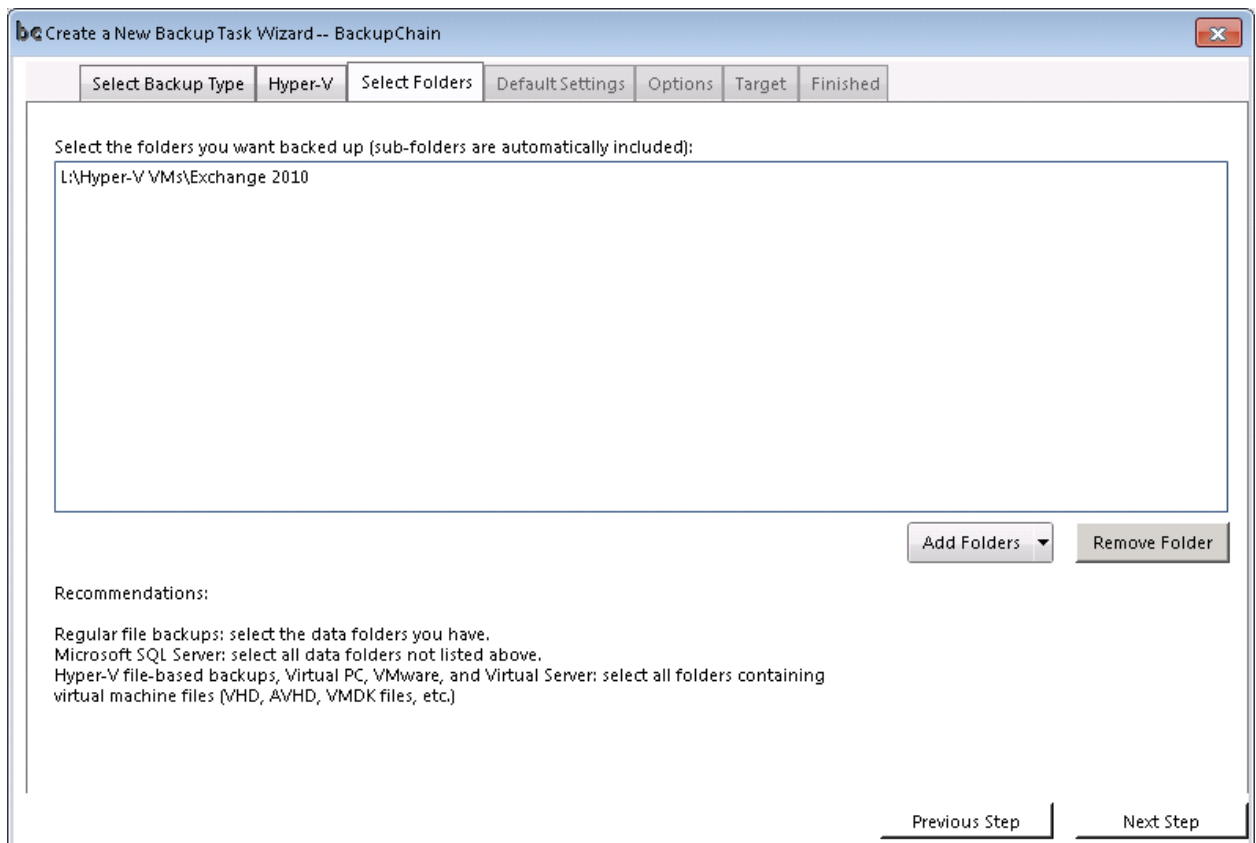 bc Create a New Backup Task Wizard -- BackupChain
Select Backup Type Hyper-V Select Folders Default Settings Options Target Finished
Select the folders you want backed up (sub-folders are automatically included):
L:\Hyper-V VMs\Exchange 2010
Add Folders Remove Folder
Recommendations:
Regular file backups: select the data folders you have.
Microsoft SQL Server: select all data folders not listed above.
Hyper-V file-based backups, Virtual PC, VMware, and Virtual Server: select all folders containing
virtual machine files (VHD, AVHD, VMDK files, etc.)
Previous Step Next Step